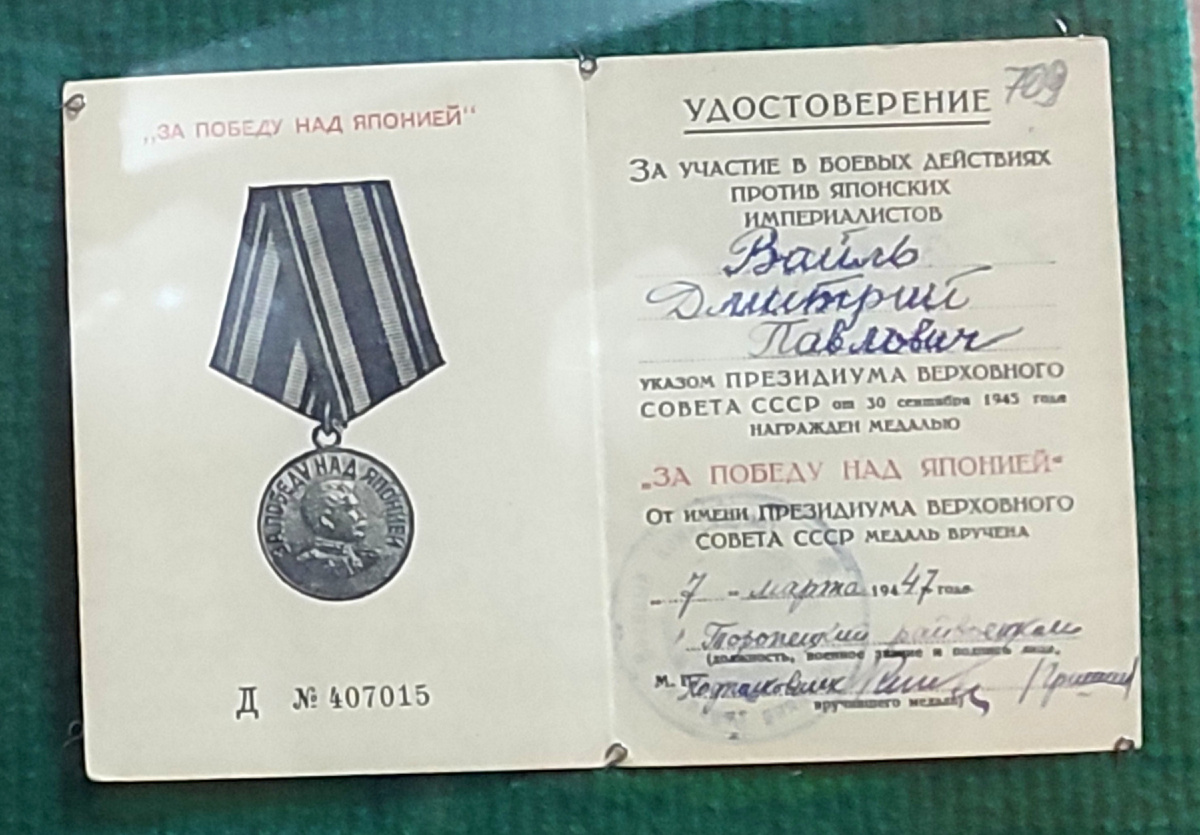 „ЗА ПОБЕДУ НАД ЯПОНИЕЙ“
ЗА ПОБЕДУ НАД ЯПОНИЕЙ
Д № 407015
709
УДОСТОВЕРЕНИЕ
ЗА УЧАСТИЕ В БОЕВЫХ ДЕЙСТВИЯХ
ПРОТИВ ЯПОНСКИХ
ИМПЕРИАЛИСТОВ
Вайль
Дмитрий
Павлович
УКАЗОМ ПРЕЗИДИУМА ВЕРХОВНОГО
СОВЕТА СССР от 30 сентября 1945 года
НАГРАЖДЕН МЕДАЛЬЮ
„ЗА ПОБЕДУ НАД ЯПОНИЕЙ“
ОТ ИМЕНИ ПРЕЗИДИУМА ВЕРХОВНОГО
СОВЕТА СССР МЕДАЛЬ ВРУЧЕНА
„7“ марта 1947 года
Торопецкий райвоенком
(должность, военное звание и подпись лица,
М. П. Подполковник
вручившего медаль)